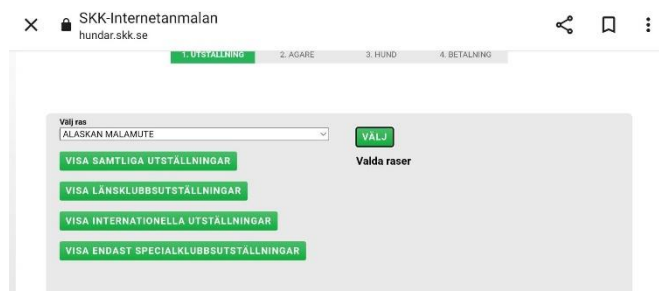 SKK-Internetanmalan
hundar.skk.se
1. UTSTÄLLNING 2. ÄGARE 3. HUND 4. BETALNING
Välj ras
ALASKAN MALAMUTE
VÄLJ
VISA SAMTLIGA UTSTÄLLNINGAR
Valda raser
VISA LÄNSKLUBBSUTSTÄLLNINGAR
VISA INTERNATIONELLA UTSTÄLLNINGAR
VISA ENDAST SPECIALKLUBBSUTSTÄLLNINGAR